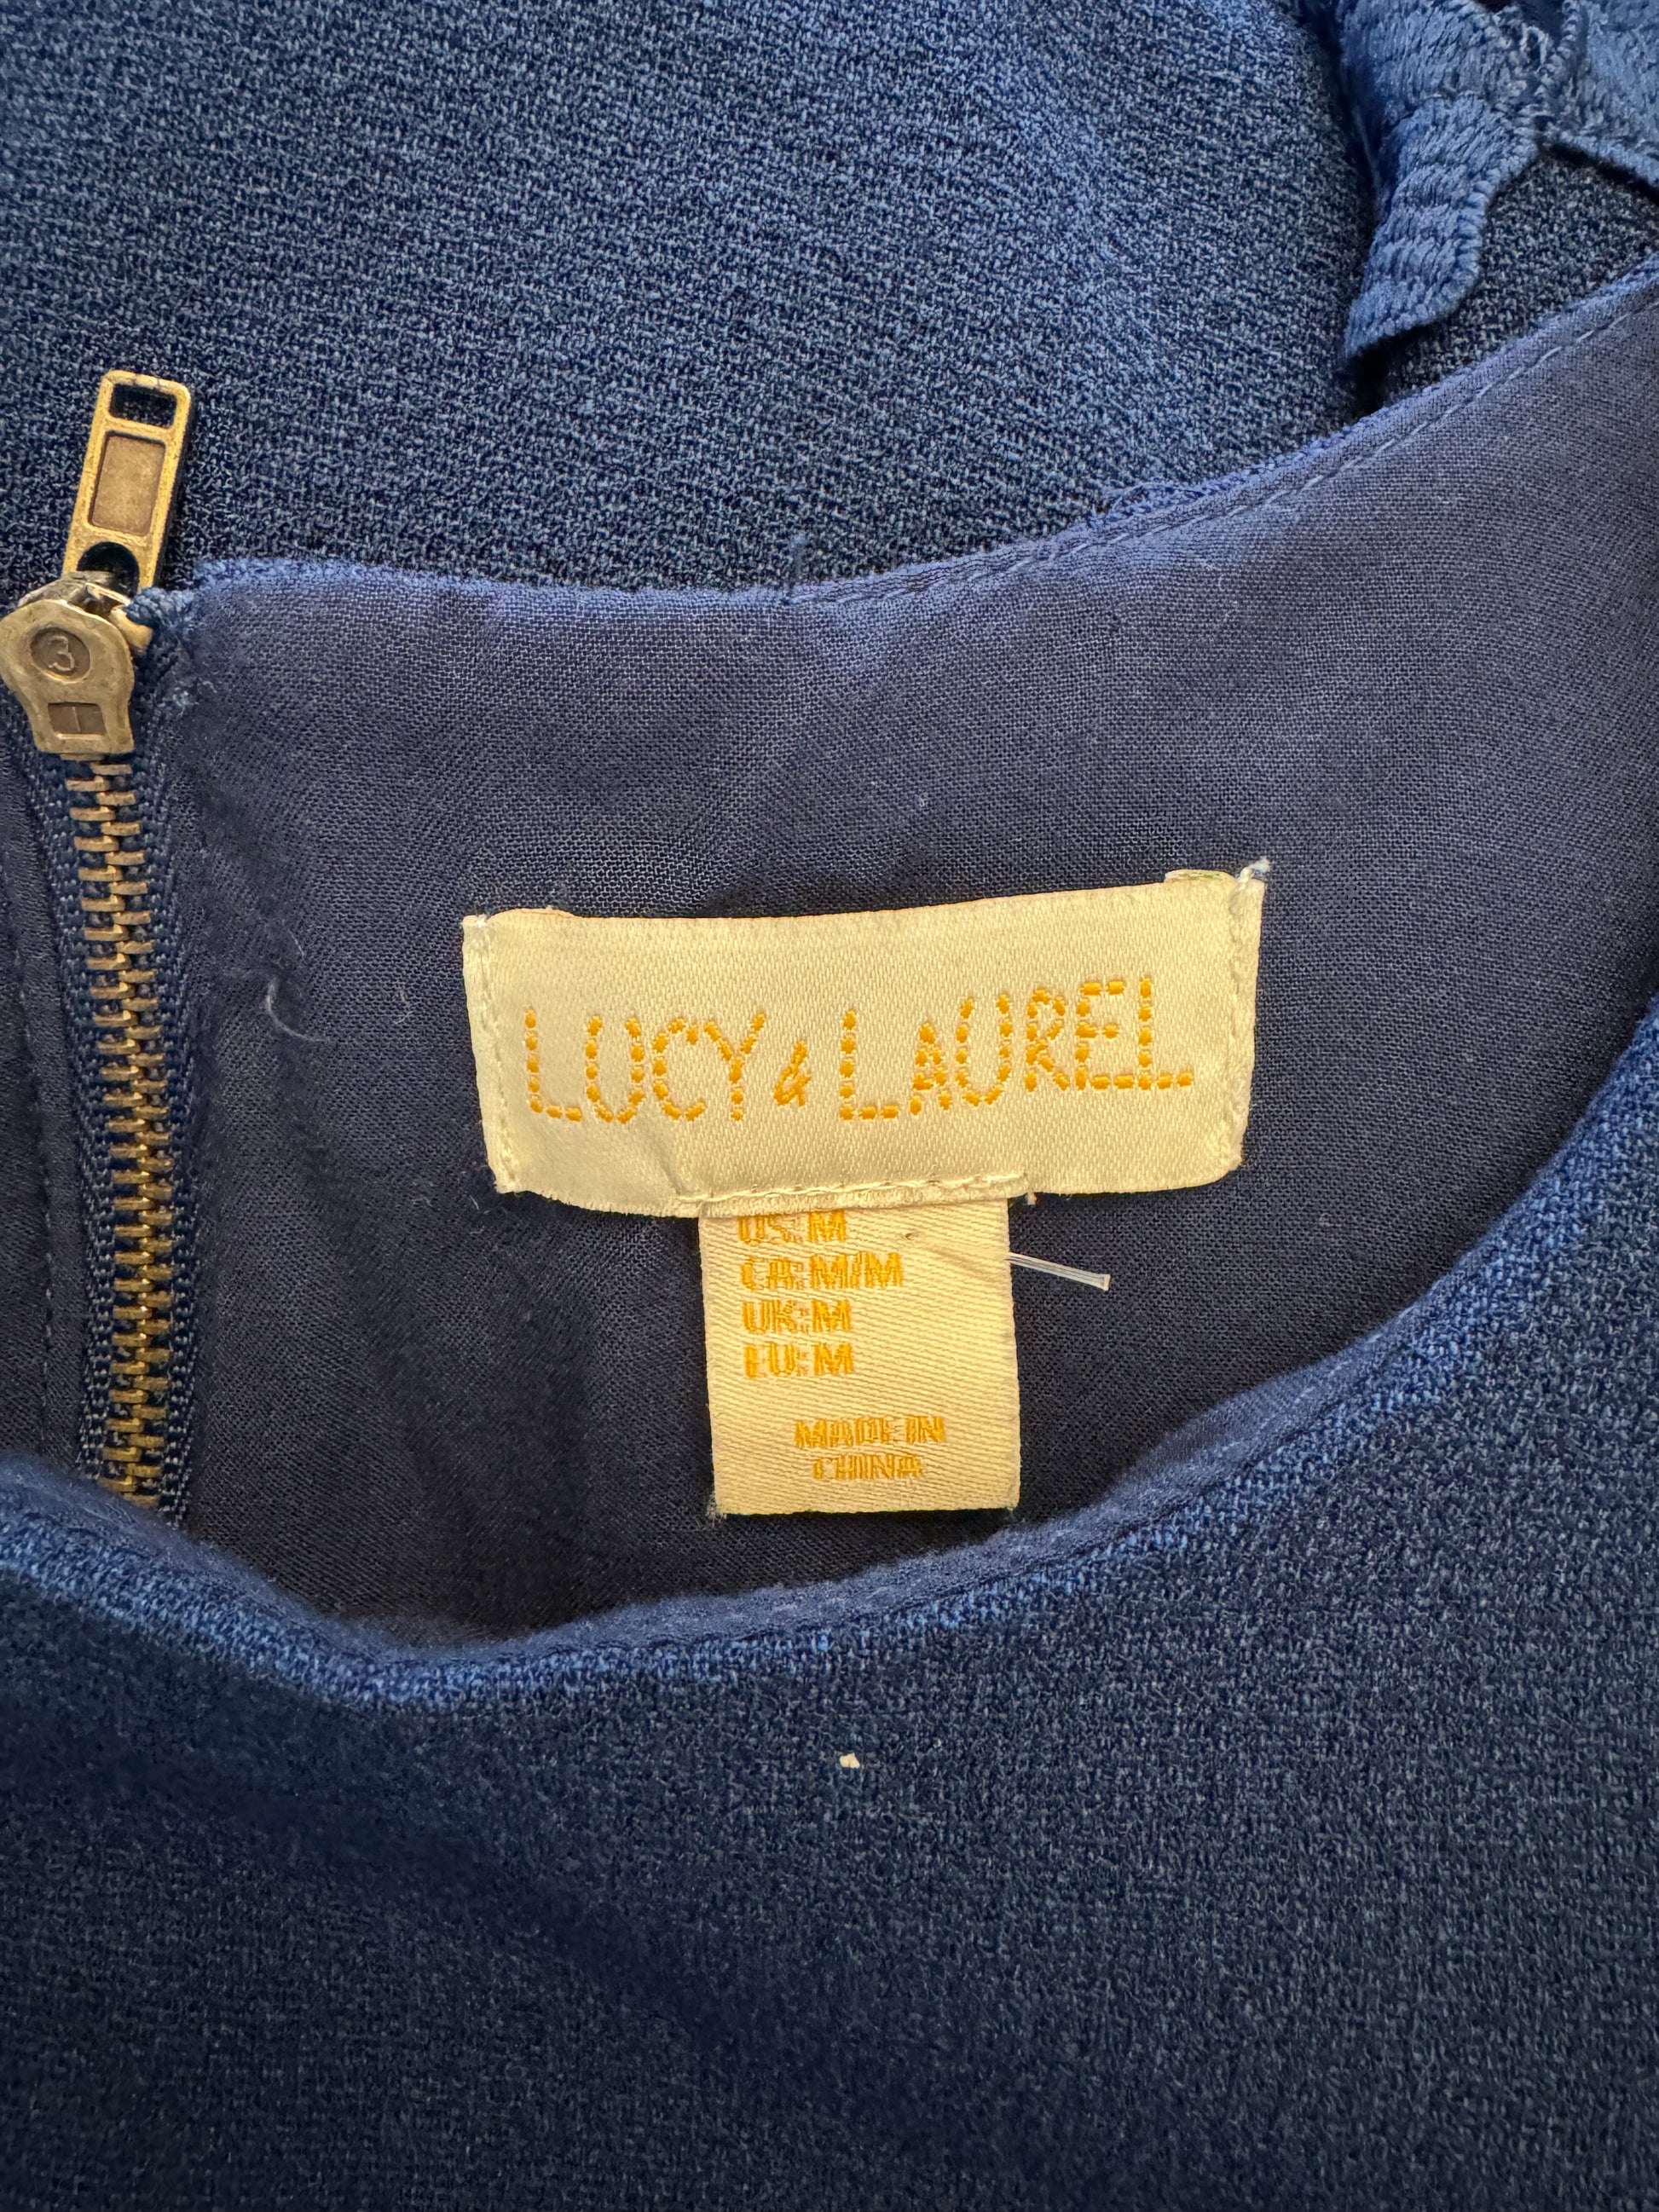 3
LUCY & LAUREL
US: M
CA: M/M
UK: M
EU: M
MADE IN
CHINA